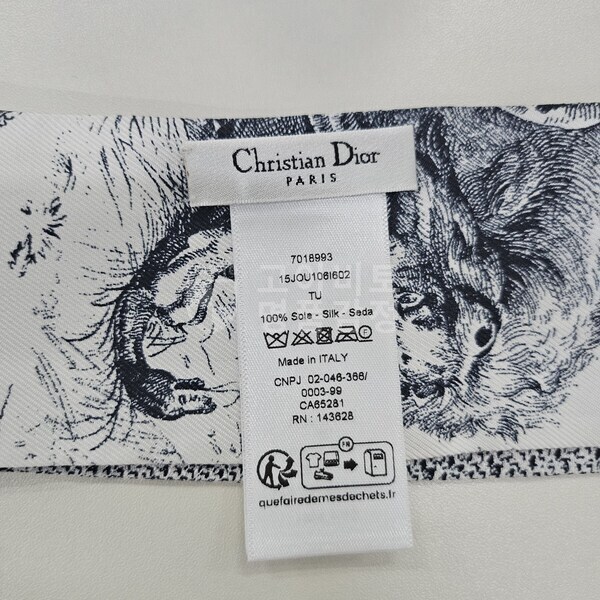 Christian Dior
PARIS
7018993
15JOU106I602
TU
100% Soie - Silk - Seda
Made in ITALY
CNPJ 02-046-366/
0003-99
CA65281
RN : 143628
FR
quefairedemesdechets.fr